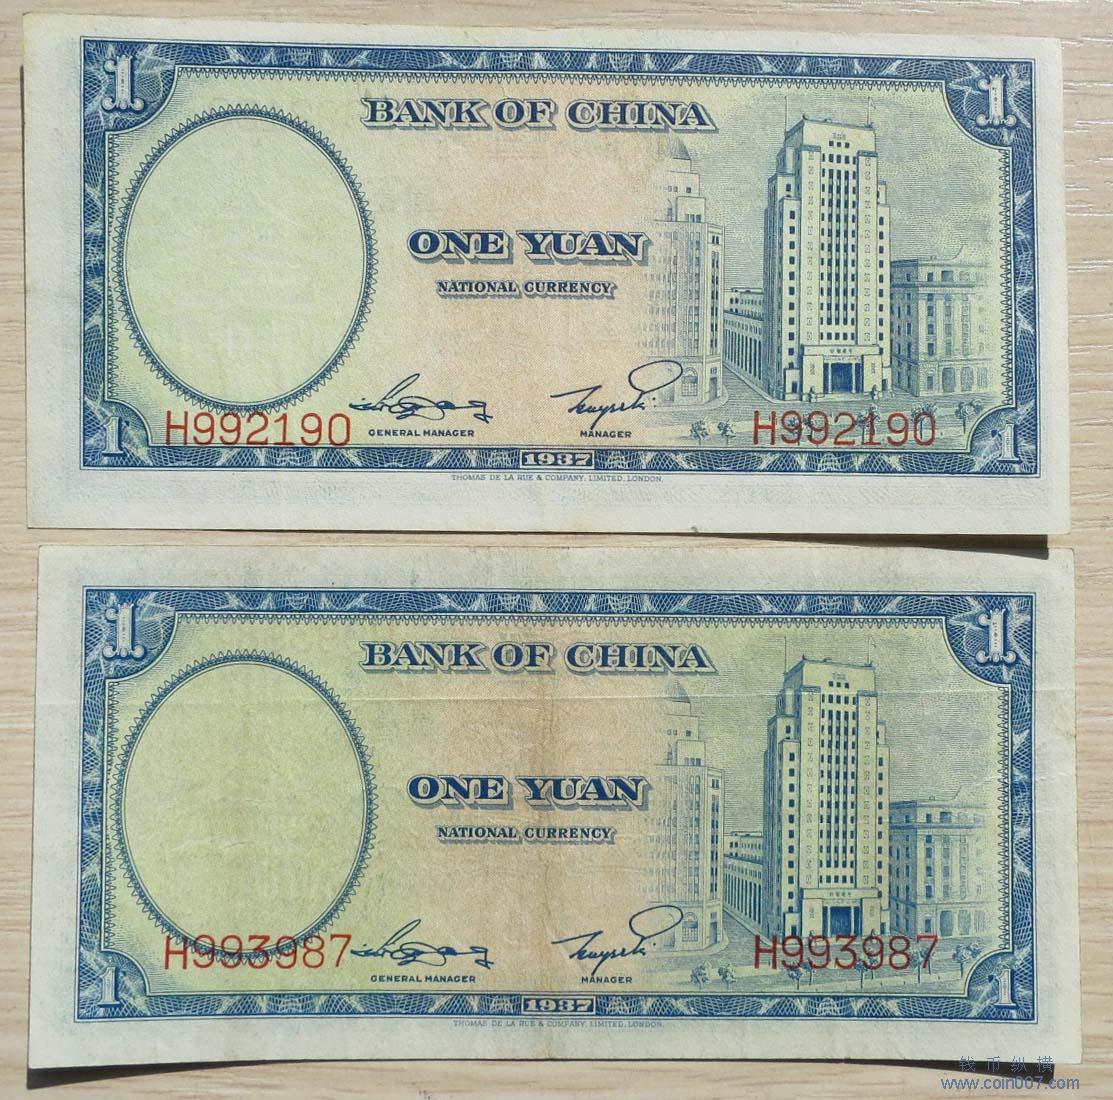 1 1
BANK OF CHINA
ONE YUAN
NATIONAL CURRENCY
H992190 H992190
GENERAL MANAGER MANAGER
1 1
1937
THOMAS DE LA RUE & COMPANY, LIMITED, LONDON.
1 1
BANK OF CHINA
ONE YUAN
NATIONAL CURRENCY
H993987 H993987
GENERAL MANAGER MANAGER
1 1
1937
THOMAS DE LA RUE & COMPANY, LIMITED, LONDON.
钱币纵横
www.coin007.com